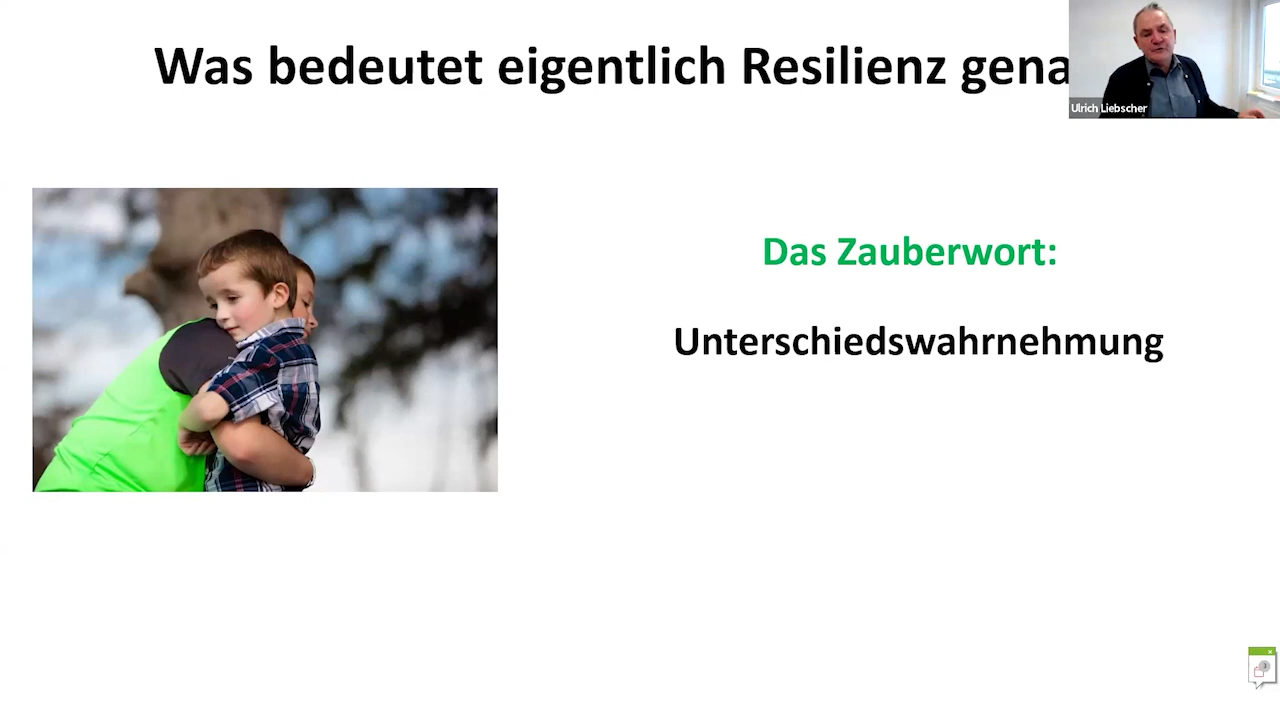 Was bedeutet eigentlich Resilienz gena
Ulrich Liebscher
Das Zauberwort:
Unterschiedswahrnehmung